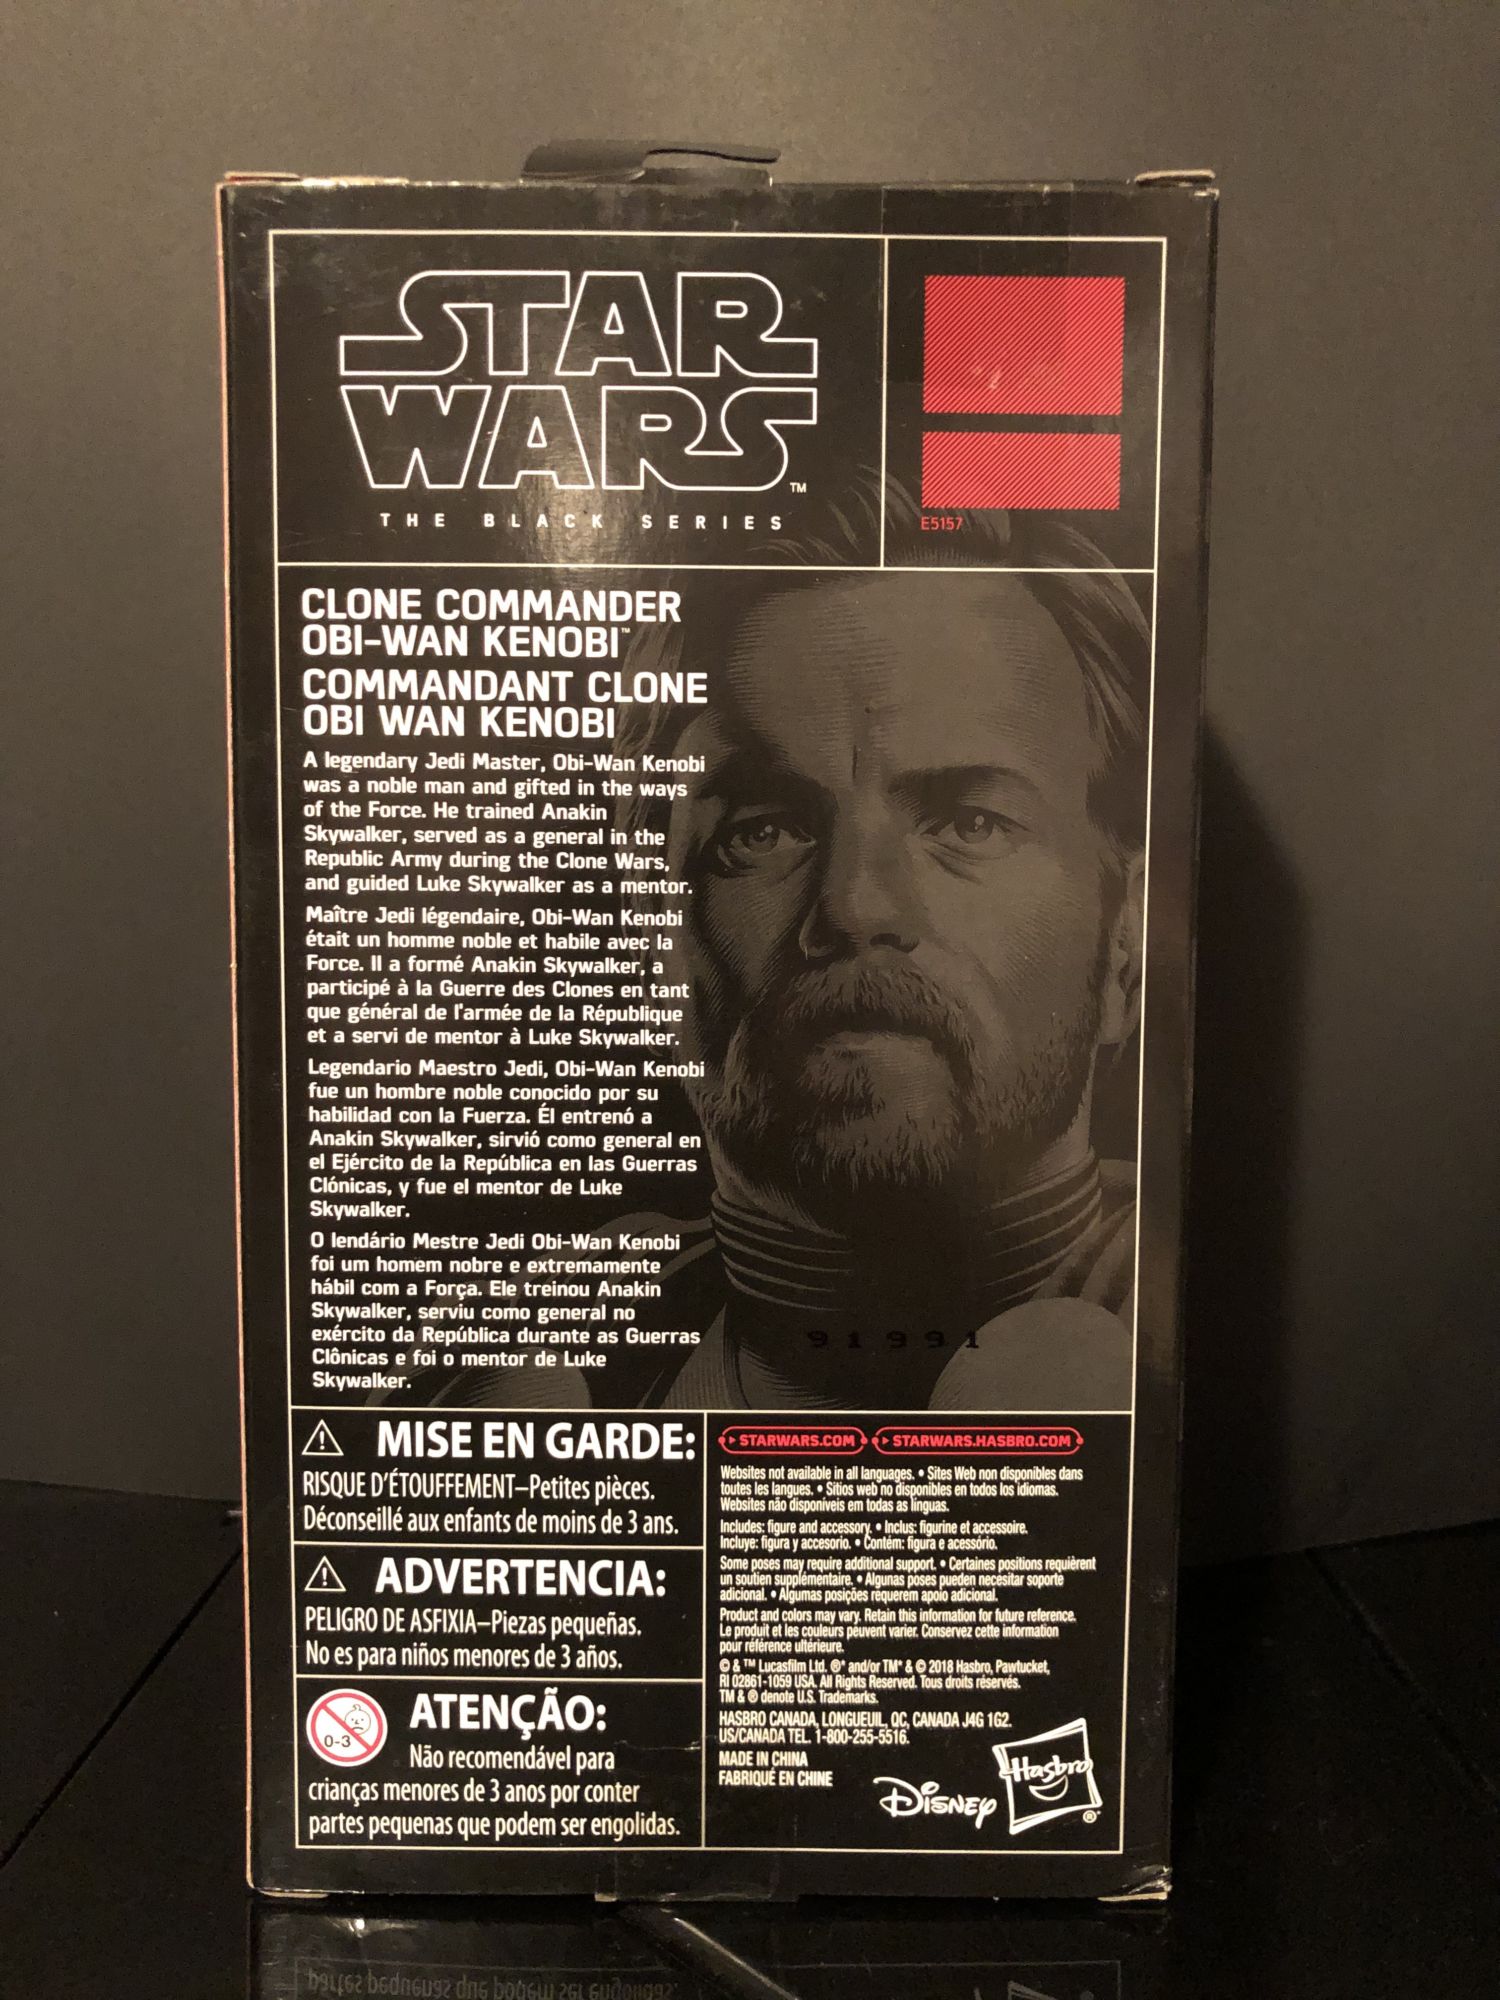 STAR
WARS
™
THE BLACK SERIES
E5157
CLONE COMMANDER
OBI-WAN KENOBI™
COMMANDANT CLONE
OBI WAN KENOBI
A legendary Jedi Master, Obi-Wan Kenobi
was a noble man and gifted in the ways
of the Force. He trained Anakin
Skywalker, served as a general in the
Republic Army during the Clone Wars,
and guided Luke Skywalker as a mentor.
Maître Jedi légendaire, Obi-Wan Kenobi
était un homme noble et habile avec la
Force. Il a formé Anakin Skywalker, a
participé à la Guerre des Clones en tant
que général de l'armée de la République
et a servi de mentor à Luke Skywalker.
Legendario Maestro Jedi, Obi-Wan Kenobi
fue un hombre noble conocido por su
habilidad con la Fuerza. Él entrenó a
Anakin Skywalker, sirvió como general en
el Ejército de la República en las Guerras
Clónicas, y fue el mentor de Luke
Skywalker.
O lendário Mestre Jedi Obi-Wan Kenobi
foi um homem nobre e extremamente
hábil com a Força. Ele treinou Anakin
Skywalker, serviu como general no
exército da República durante as Guerras
Clônicas e foi o mentor de Luke
Skywalker.
91991
MISE EN GARDE:
RISQUE D'ÉTOUFFEMENT–Petites pièces.
Déconseillé aux enfants de moins de 3 ans.
ADVERTENCIA:
PELIGRO DE ASFIXIA–Piezas pequeñas.
No es para niños menores de 3 años.
0-3
ATENÇÃO:
Não recomendável para
crianças menores de 3 anos por conter
partes pequenas que podem ser engolidas.
STARWARS.COM STARWARS.HASBRO.COM
Websites not available in all languages. • Sites Web non disponibles dans
toutes les langues. • Sitios web no disponibles en todos los idiomas.
Websites não disponíveis em todas as línguas.
Includes: figure and accessory. • Inclus: figurine et accessoire.
Incluye: figura y accesorio. • Contém: figura e acessório.
Some poses may require additional support. • Certaines positions requièrent
un soutien supplémentaire. • Algunas poses pueden necesitar soporte
adicional. • Algumas posições requerem apoio adicional.
Product and colors may vary. Retain this information for future reference.
Le produit et les couleurs peuvent varier. Conservez cette information
pour référence ultérieure.
© & ™ Lucasfilm Ltd. ®* and/or TM* & © 2018 Hasbro, Pawtucket,
RI 02861-1059 USA. All Rights Reserved. Tous droits réservés.
TM & ® denote U.S. Trademarks.
HASBRO CANADA, LONGUEUIL, QC, CANADA J4G 1G2.
US/CANADA TEL. 1-800-255-5516.
MADE IN CHINA
FABRIQUÉ EN CHINE
Disney
Hasbro
®*